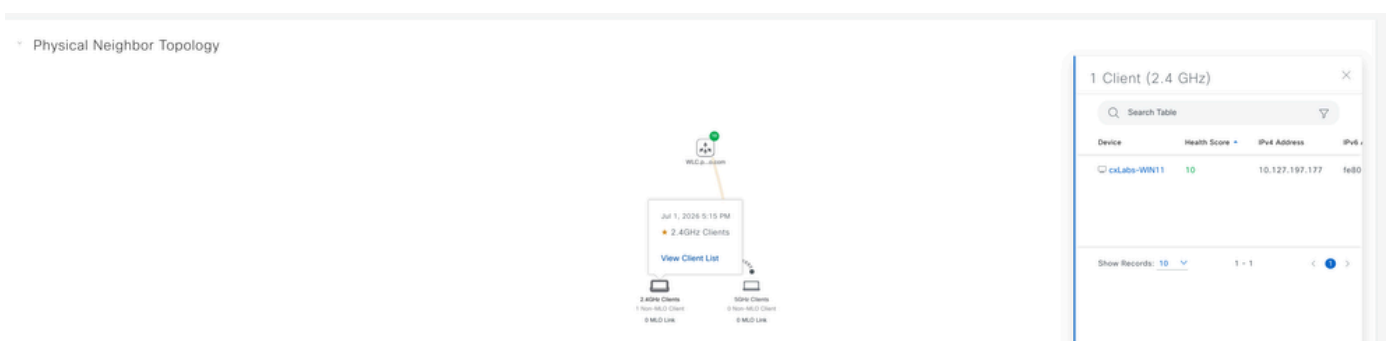 Physical Neighbor Topology
WLC.p...o.com
Jul 1, 2026 5:15 PM
2.4GHz Clients
View Client List
2.4GHz Clients
1 Non-MLO Client
0 MLO Link
5GHz Clients
0 Non-MLO Client
0 MLO Link
1 Client (2.4 GHz)
Search Table
Device Health Score IPv4 Address IPv6
cxLabs-WIN11 10 10.127.197.177 fe80
Show Records: 10 1 - 1 1